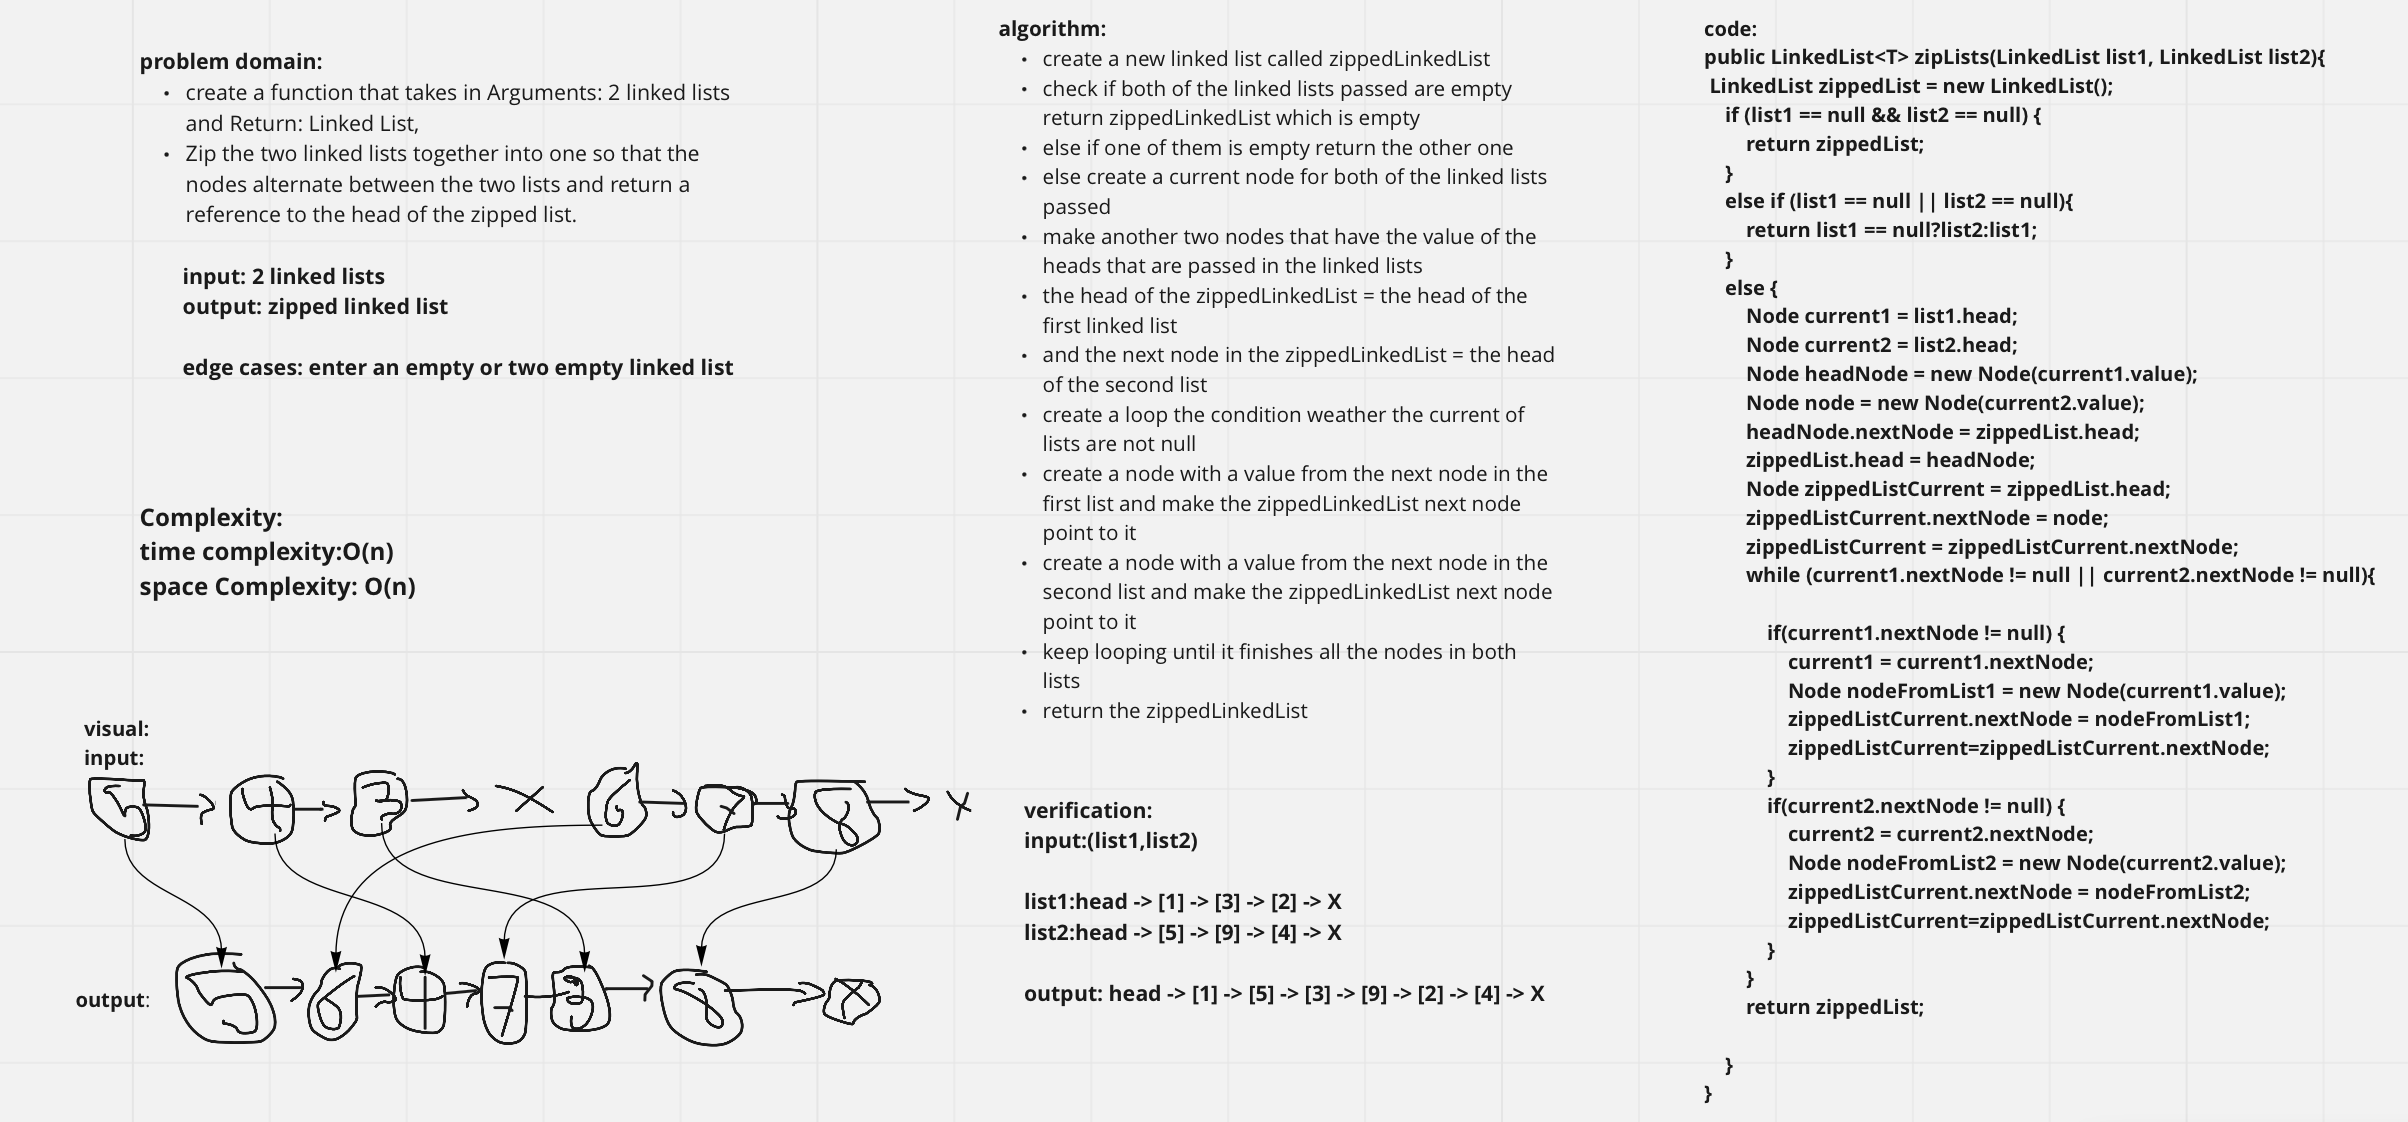 problem domain:
• create a function that takes in Arguments: 2 linked lists
and Return: Linked List,
• Zip the two linked lists together into one so that the
nodes alternate between the two lists and return a
reference to the head of the zipped list.
input: 2 linked lists
output: zipped linked list
edge cases: enter an empty or two empty linked list
Complexity:
time complexity:O(n)
space Complexity: O(n)
visual:
input:
5 4 3 X 6 7 8 X
output:
5 6 4 7 3 8 X
algorithm:
• create a new linked list called zippedLinkedList
• check if both of the linked lists passed are empty
return zippedLinkedList which is empty
• else if one of them is empty return the other one
• else create a current node for both of the linked lists
passed
• make another two nodes that have the value of the
heads that are passed in the linked lists
• the head of the zippedLinkedList = the head of the
first linked list
• and the next node in the zippedLinkedList = the head
of the second list
• create a loop the condition weather the current of
lists are not null
• create a node with a value from the next node in the
first list and make the zippedLinkedList next node
point to it
• create a node with a value from the next node in the
second list and make the zippedLinkedList next node
point to it
• keep looping until it finishes all the nodes in both
lists
• return the zippedLinkedList
verification:
input:(list1,list2)
list1:head -> [1] -> [3] -> [2] -> X
list2:head -> [5] -> [9] -> [4] -> X
output: head -> [1] -> [5] -> [3] -> [9] -> [2] -> [4] -> X
code:
public LinkedList<T> zipLists(LinkedList list1, LinkedList list2){
LinkedList zippedList = new LinkedList();
if (list1 == null && list2 == null) {
return zippedList;
}
else if (list1 == null || list2 == null){
return list1 == null?list2:list1;
}
else {
Node current1 = list1.head;
Node current2 = list2.head;
Node headNode = new Node(current1.value);
Node node = new Node(current2.value);
headNode.nextNode = zippedList.head;
zippedList.head = headNode;
Node zippedListCurrent = zippedList.head;
zippedListCurrent.nextNode = node;
zippedListCurrent = zippedListCurrent.nextNode;
while (current1.nextNode != null || current2.nextNode != null){
if(current1.nextNode != null) {
current1 = current1.nextNode;
Node nodeFromList1 = new Node(current1.value);
zippedListCurrent.nextNode = nodeFromList1;
zippedListCurrent=zippedListCurrent.nextNode;
}
if(current2.nextNode != null) {
current2 = current2.nextNode;
Node nodeFromList2 = new Node(current2.value);
zippedListCurrent.nextNode = nodeFromList2;
zippedListCurrent=zippedListCurrent.nextNode;
}
}
return zippedList;
}
}